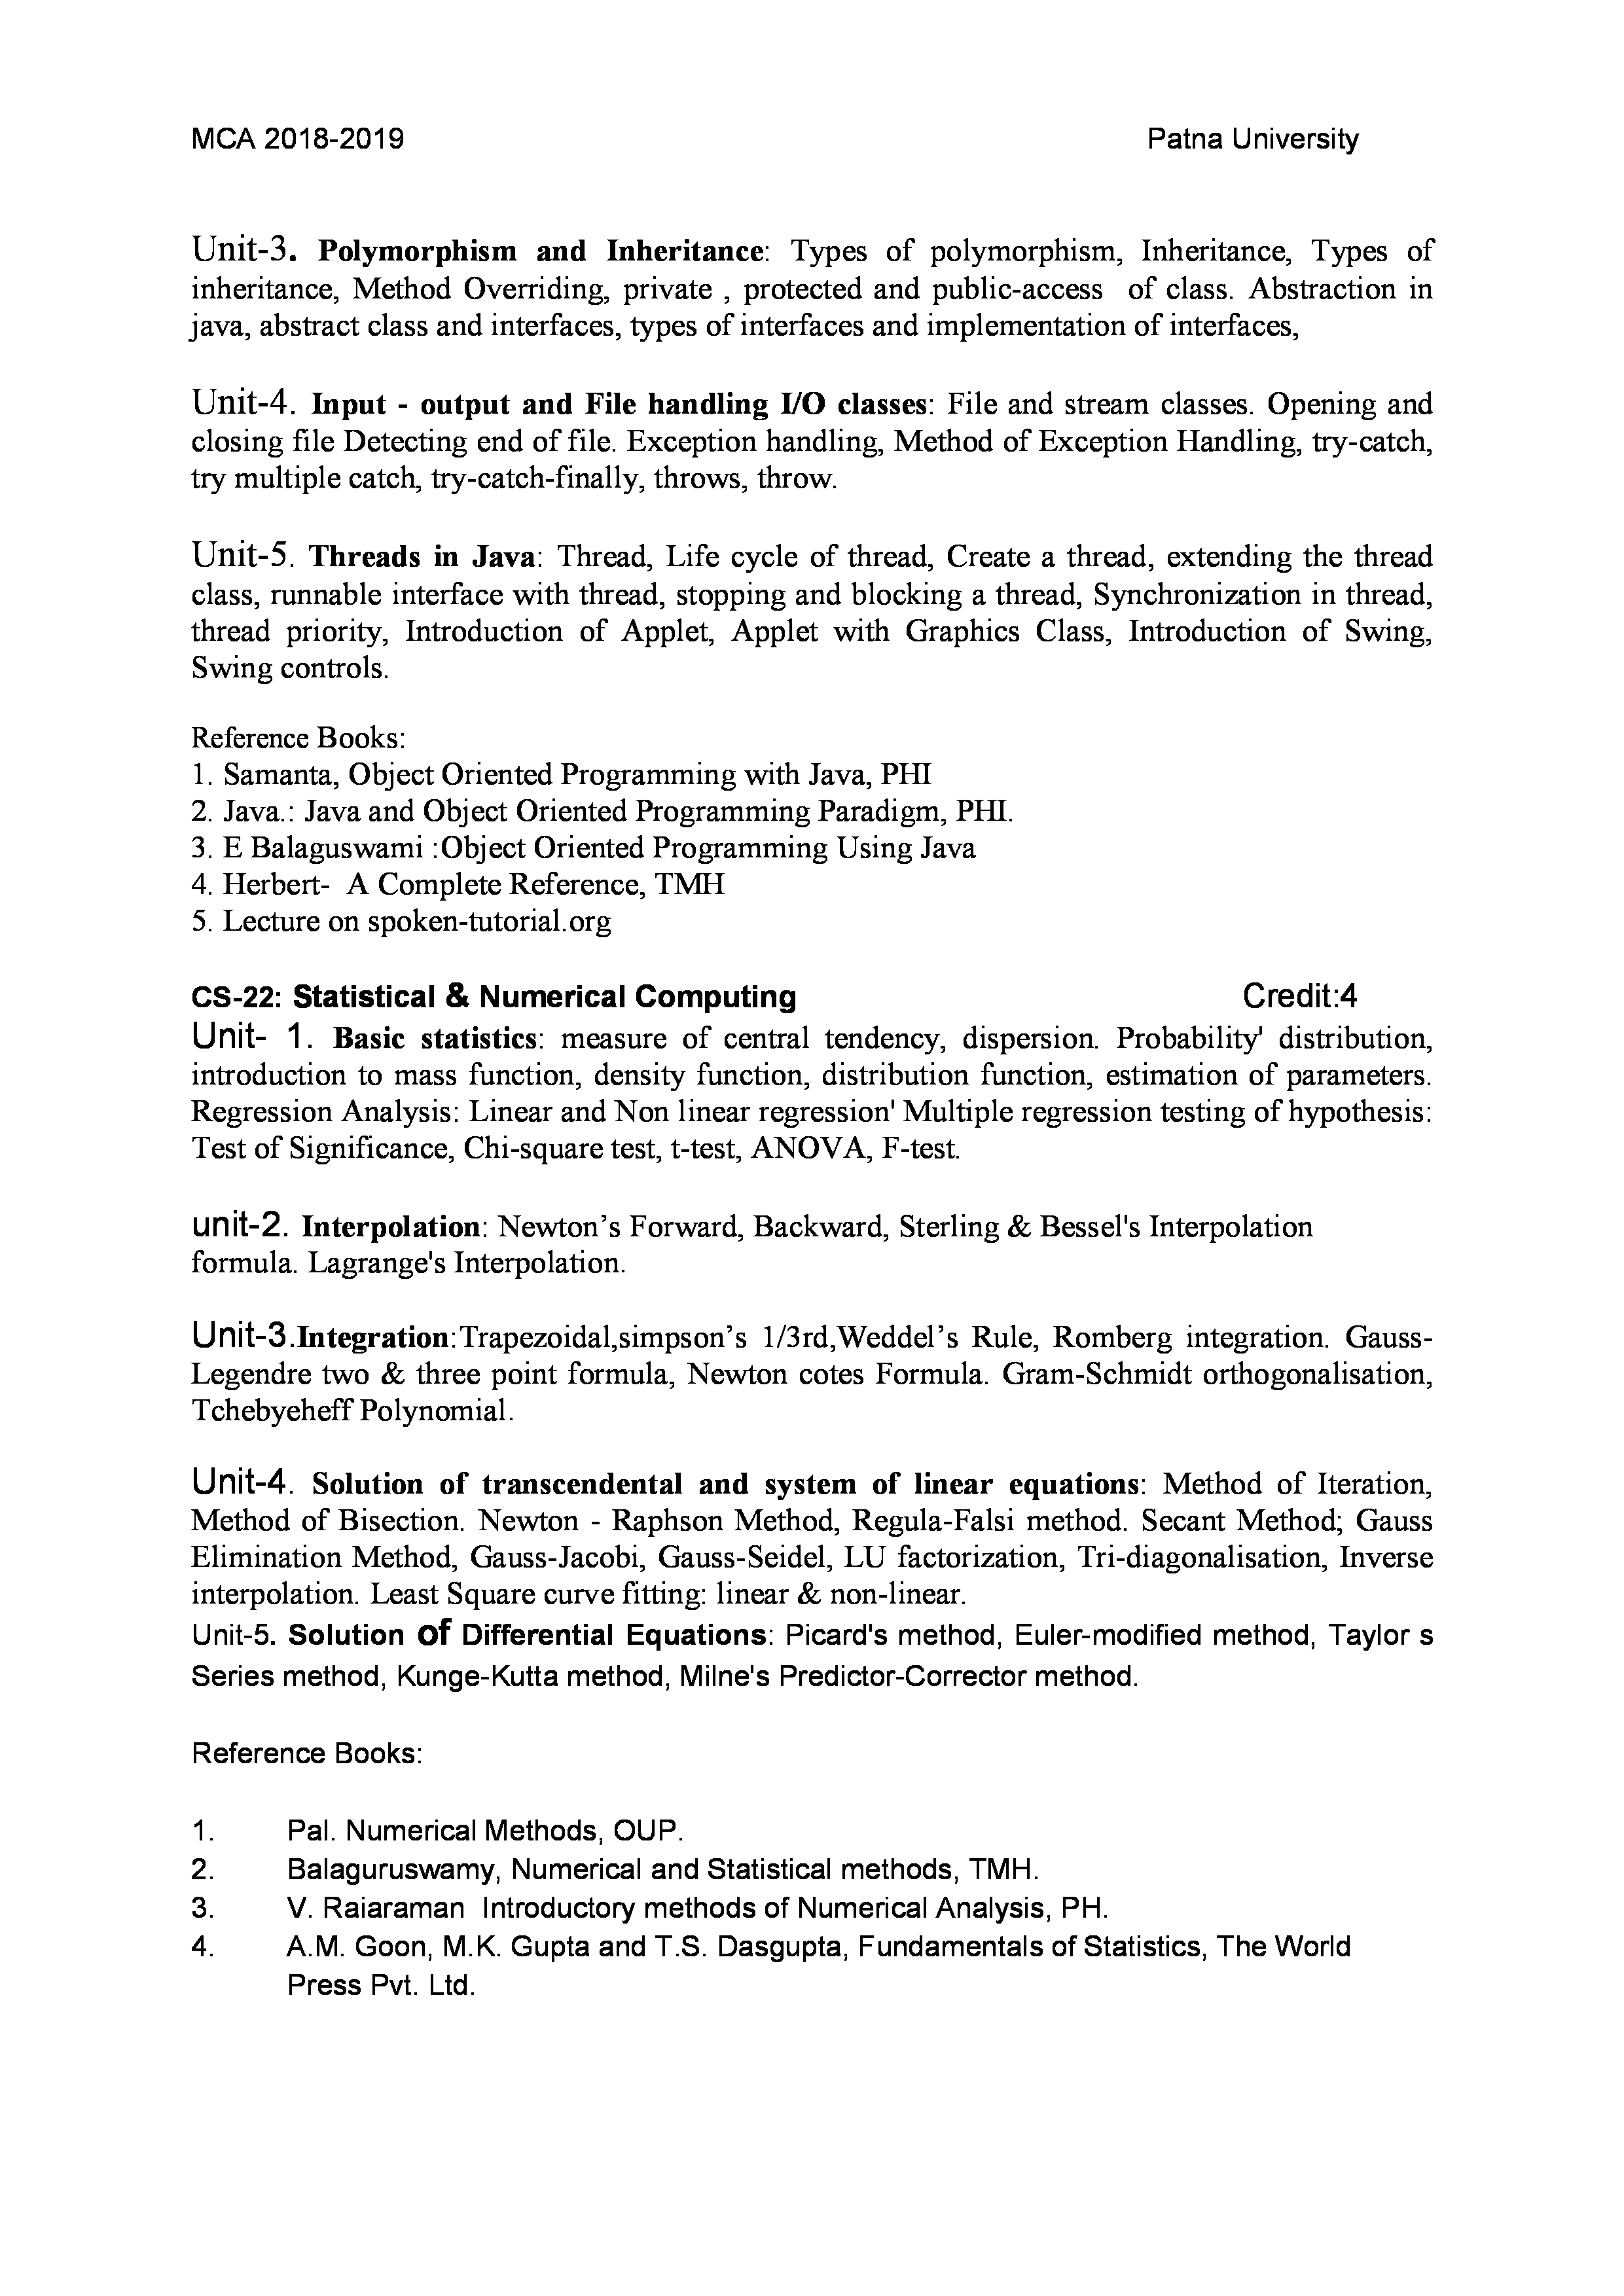 MCA 2018-2019 Patna University
Unit-3. Polymorphism and Inheritance: Types of polymorphism, Inheritance, Types of
inheritance, Method Overriding, private , protected and public-access of class. Abstraction in
java, abstract class and interfaces, types of interfaces and implementation of interfaces,
Unit-4. Input - output and File handling I/O classes: File and stream classes. Opening and
closing file Detecting end of file. Exception handling, Method of Exception Handling, try-catch,
try multiple catch, try-catch-finally, throws, throw.
Unit-5. Threads in Java: Thread, Life cycle of thread, Create a thread, extending the thread
class, runnable interface with thread, stopping and blocking a thread, Synchronization in thread,
thread priority, Introduction of Applet, Applet with Graphics Class, Introduction of Swing,
Swing controls.
Reference Books:
1. Samanta, Object Oriented Programming with Java, PHI
2. Java.: Java and Object Oriented Programming Paradigm, PHI.
3. E Balaguswami :Object Oriented Programming Using Java
4. Herbert- A Complete Reference, TMH
5. Lecture on spoken-tutorial.org
CS-22: Statistical & Numerical Computing Credit:4
Unit- 1. Basic statistics: measure of central tendency, dispersion. Probability' distribution,
introduction to mass function, density function, distribution function, estimation of parameters.
Regression Analysis: Linear and Non linear regression' Multiple regression testing of hypothesis:
Test of Significance, Chi-square test, t-test, ANOVA, F-test.
unit-2. Interpolation: Newton’s Forward, Backward, Sterling & Bessel's Interpolation
formula. Lagrange's Interpolation.
Unit-3.Integration:Trapezoidal,simpson’s 1/3rd,Weddel’s Rule, Romberg integration. Gauss-
Legendre two & three point formula, Newton cotes Formula. Gram-Schmidt orthogonalisation,
Tchebyeheff Polynomial.
Unit-4. Solution of transcendental and system of linear equations: Method of Iteration,
Method of Bisection. Newton - Raphson Method, Regula-Falsi method. Secant Method; Gauss
Elimination Method, Gauss-Jacobi, Gauss-Seidel, LU factorization, Tri-diagonalisation, Inverse
interpolation. Least Square curve fitting: linear & non-linear.
Unit-5. Solution of Differential Equations: Picard's method, Euler-modified method, Taylor s
Series method, Kunge-Kutta method, Milne's Predictor-Corrector method.
Reference Books:
1. Pal. Numerical Methods, OUP.
2. Balaguruswamy, Numerical and Statistical methods, TMH.
3. V. Raiaraman Introductory methods of Numerical Analysis, PH.
4. A.M. Goon, M.K. Gupta and T.S. Dasgupta, Fundamentals of Statistics, The World
Press Pvt. Ltd.